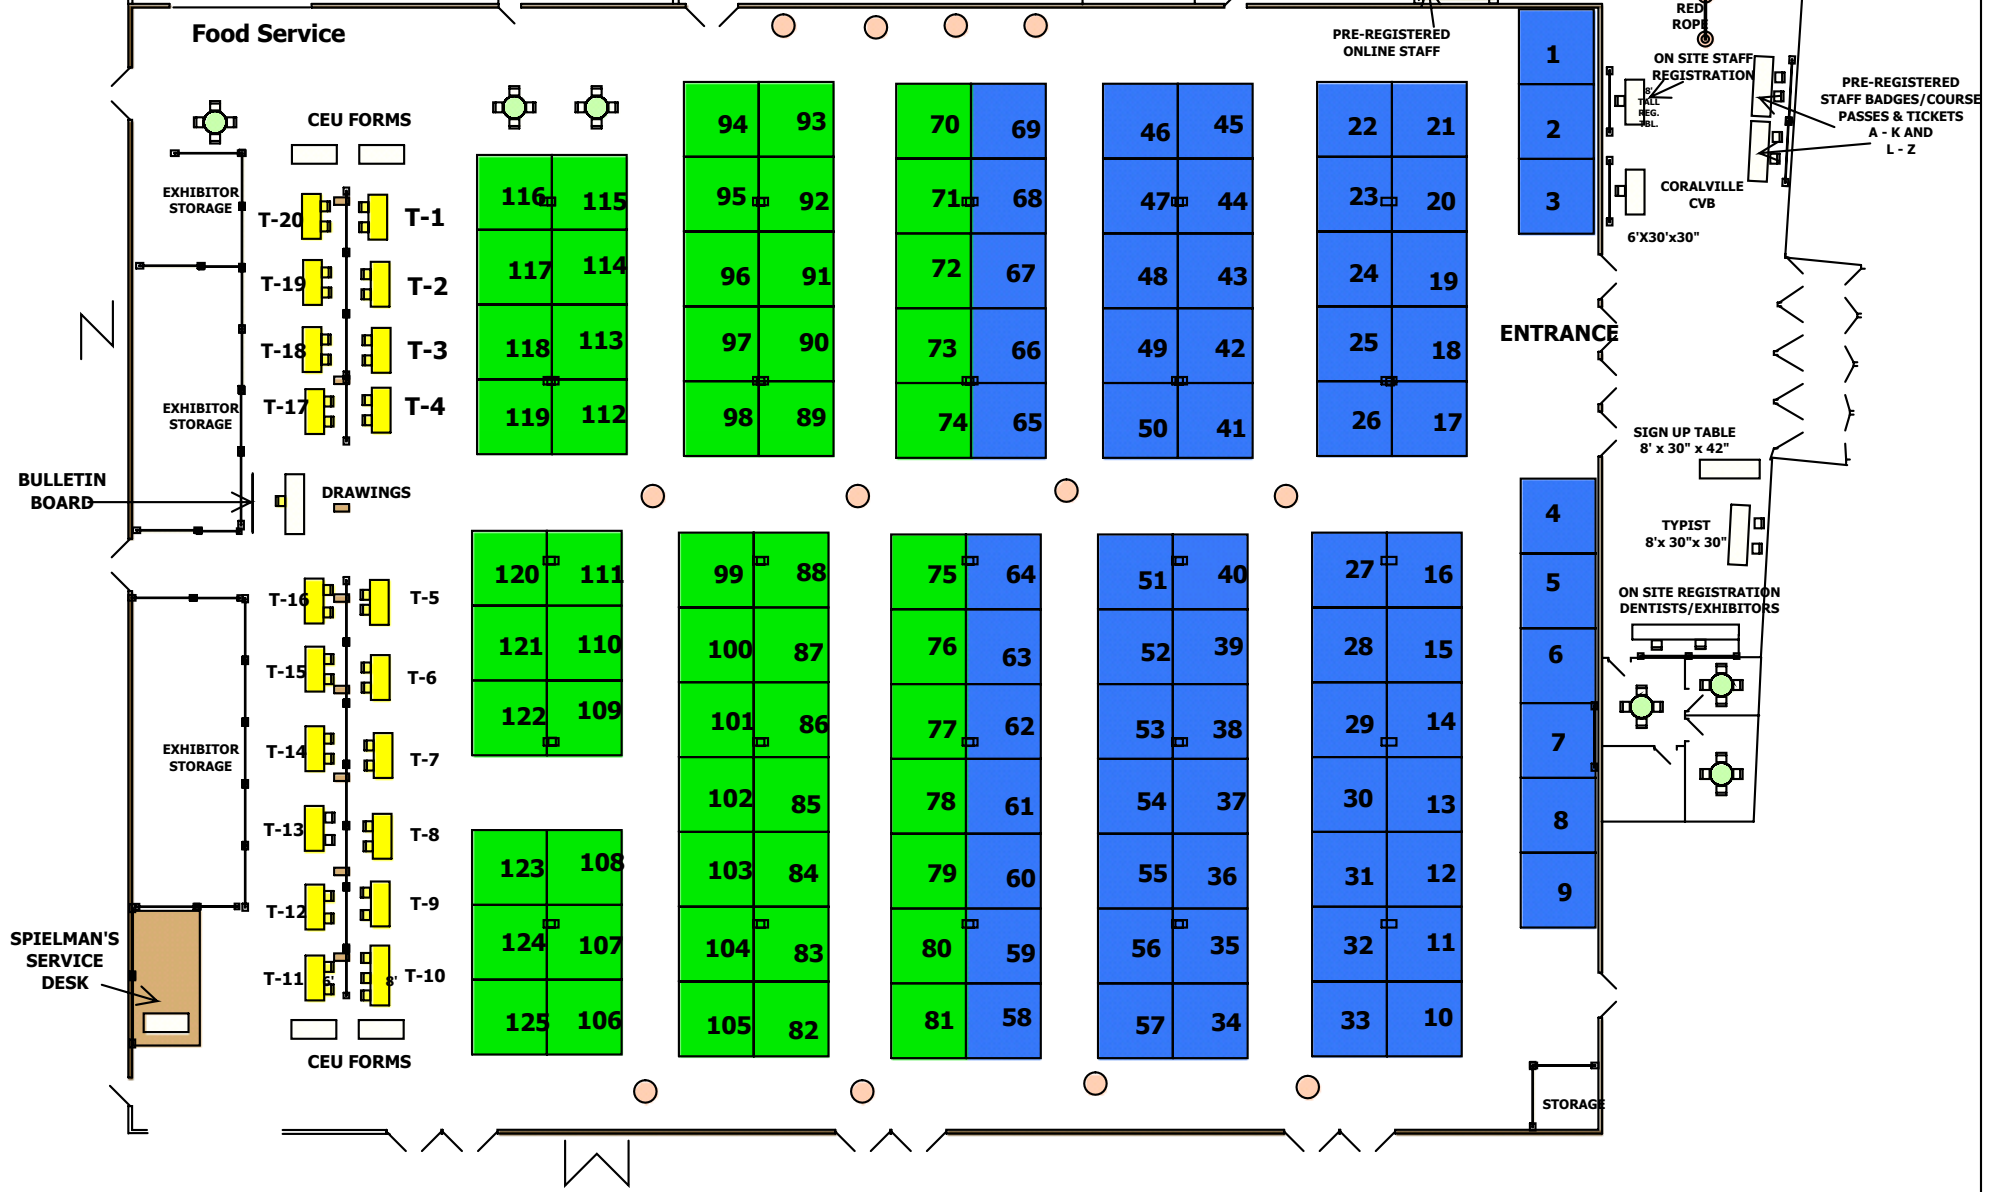 RED
ROPE
Food Service
PRE-REGISTERED
ONLINE STAFF
ON SITE STAFF
REGISTRATION
8'
TALL
REG.
TBL.
PRE-REGISTERED
STAFF BADGES/COURSE
PASSES & TICKETS
A - K AND
L - Z
CORALVILLE
CVB
6'X30'x30"
CEU FORMS
EXHIBITOR
STORAGE
T-20 T-1
T-19 T-2
T-18 T-3
T-17 T-4
EXHIBITOR
STORAGE
BULLETIN
BOARD
DRAWINGS
116 115
117 114
118 113
119 112
94 93
95 92
96 91
97 90
98 89
70 69
71 68
72 67
73 66
74 65
46 45
47 44
48 43
49 42
50 41
22 21
23 20
24 19
25 18
26 17
1
2
3
ENTRANCE
SIGN UP TABLE
8' x 30" x 42"
TYPIST
8'x 30"x 30"
ON SITE REGISTRATION
DENTISTS/EXHIBITORS
T-16 T-5
T-15 T-6
EXHIBITOR
STORAGE
T-14 T-7
T-13 T-8
T-12 T-9
T-11 6' 8' T-10
SPIELMAN'S
SERVICE
DESK
CEU FORMS
120 111
121 110
122 109
123 108
124 107
125 106
99 88
100 87
101 86
102 85
103 84
104 83
105 82
75 64
76 63
77 62
78 61
79 60
80 59
81 58
51 40
52 39
53 38
54 37
55 36
56 35
57 34
27 16
28 15
29 14
30 13
31 12
32 11
33 10
4
5
6
7
8
9
STORAGE